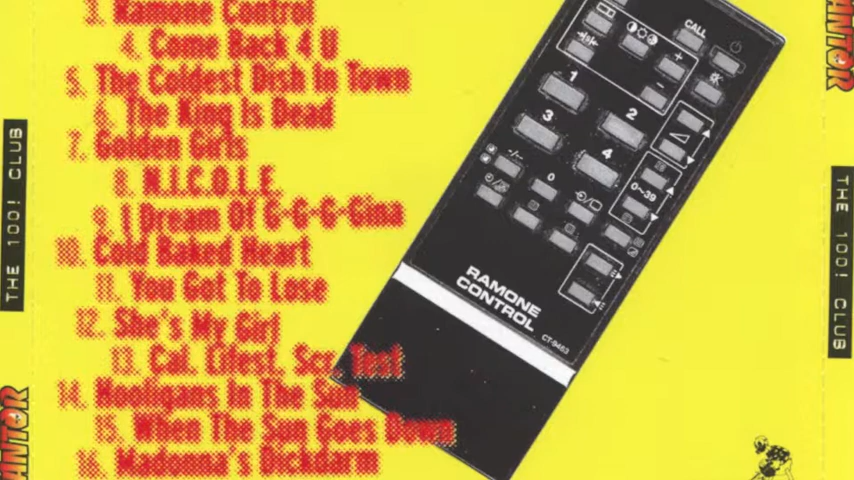 3. Ramone Control
4. Come Back 4 U
5. The Coldest Dish In Town
6. The King Is Dead
7. Golden Girls
8. N.I.C.O.L.E.
9. I Dream Of G-G-G-Gina
10. Cold Baked Heart
11. You Got To Lose
12. She's My Girl
13. Cal. Test
14. Hooligans In The Sun
15. When The Sun Goes Down
16. Madonna's Dickdarm
CALL
+
-
1
2
3
4
-/--
0
0~39
RAMONE
CONTROL
CT-9463
THE 100! CLUB
THE 100! CLUB
ANTOR
ANTOR